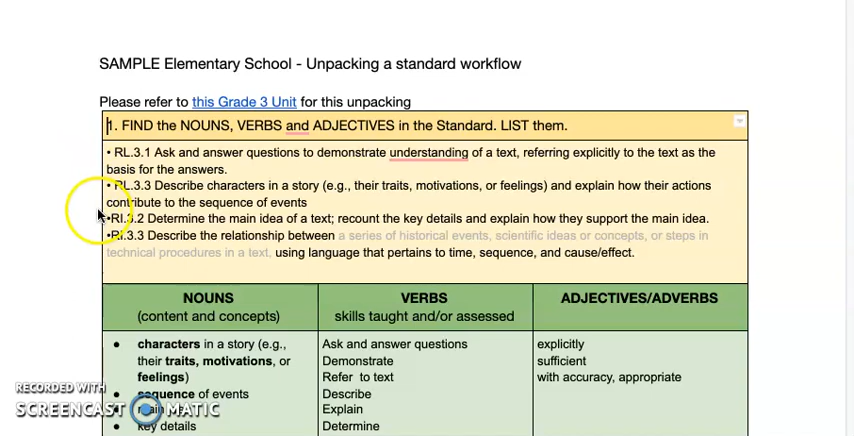 SAMPLE Elementary School - Unpacking a standard workflow
Please refer to this Grade 3 Unit for this unpacking
1. FIND the NOUNS, VERBS and ADJECTIVES in the Standard. LIST them.
• RL.3.1 Ask and answer questions to demonstrate understanding of a text, referring explicitly to the text as the
basis for the answers.
• RL.3.3 Describe characters in a story (e.g., their traits, motivations, or feelings) and explain how their actions
contribute to the sequence of events
•RI.3.2 Determine the main idea of a text; recount the key details and explain how they support the main idea.
•RI.3.3 Describe the relationship between a series of historical events, scientific ideas or concepts, or steps in
technical procedures in a text, using language that pertains to time, sequence, and cause/effect.
NOUNS
(content and concepts)
VERBS
skills taught and/or assessed
ADJECTIVES/ADVERBS
● characters in a story (e.g.,
their traits, motivations, or
feelings)
● sequence of events
● main
● key details
Ask and answer questions
Demonstrate
Refer to text
Describe
Explain
Determine
explicitly
sufficient
with accuracy, appropriate
RECORDED WITH
SCREENCAST MATIC